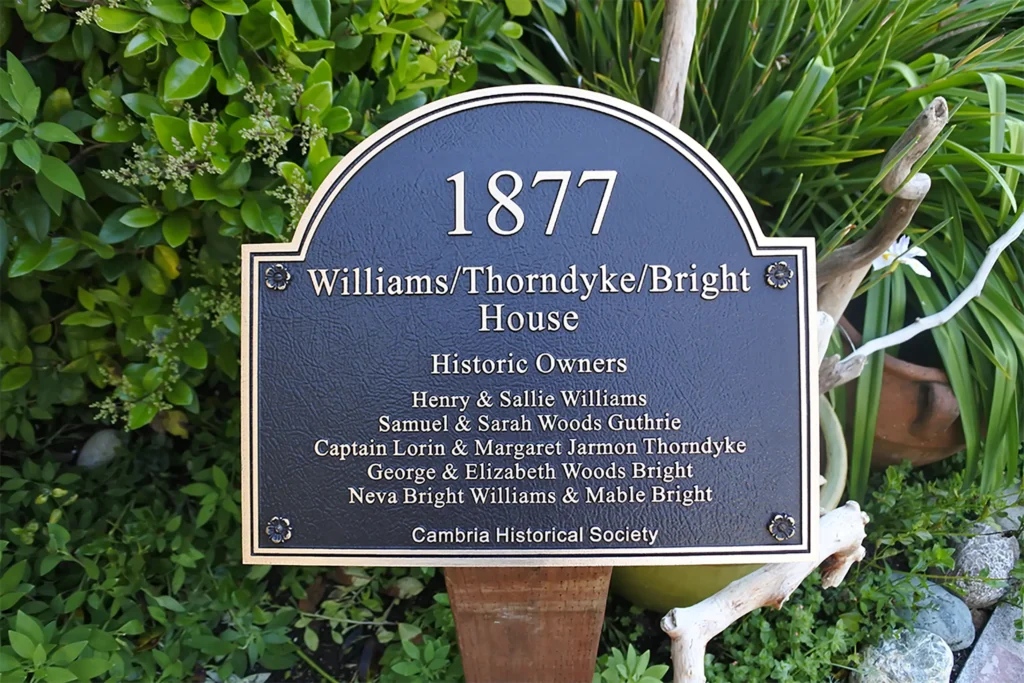 1877
Williams/Thorndyke/Bright
House
Historic Owners
Henry & Sallie Williams
Samuel & Sarah Woods Guthrie
Captain Lorin & Margaret Jarmon Thorndyke
George & Elizabeth Woods Bright
Neva Bright Williams & Mable Bright
Cambria Historical Society